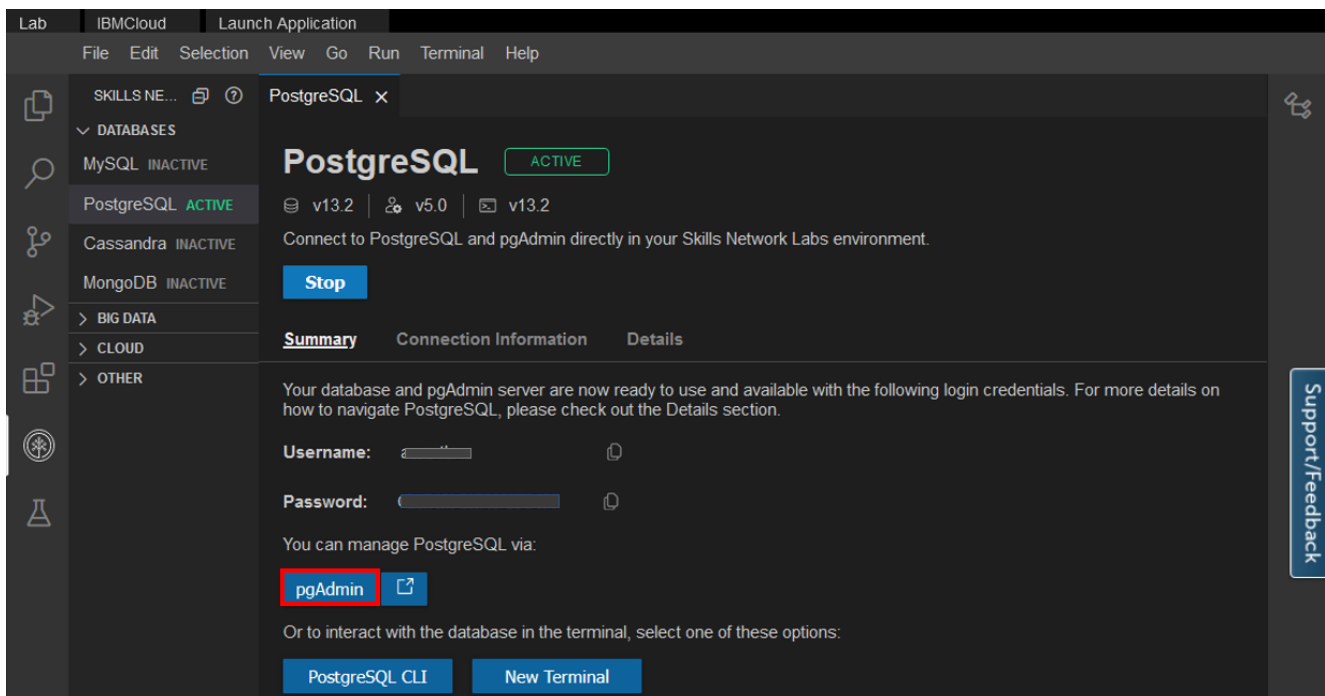 Lab IBMCloud Launch Application
File Edit Selection View Go Run Terminal Help
SKILLS NE... PostgreSQL
DATABASES
MySQL INACTIVE
PostgreSQL ACTIVE
Cassandra INACTIVE
MongoDB INACTIVE
BIG DATA
CLOUD
OTHER
PostgreSQL ACTIVE
v13.2 v5.0 v13.2
Connect to PostgreSQL and pgAdmin directly in your Skills Network Labs environment.
Stop
Summary Connection Information Details
Your database and pgAdmin server are now ready to use and available with the following login credentials. For more details on
how to navigate PostgreSQL, please check out the Details section.
Username:
Password:
You can manage PostgreSQL via:
pgAdmin
Or to interact with the database in the terminal, select one of these options:
PostgreSQL CLI New Terminal
Support/Feedback